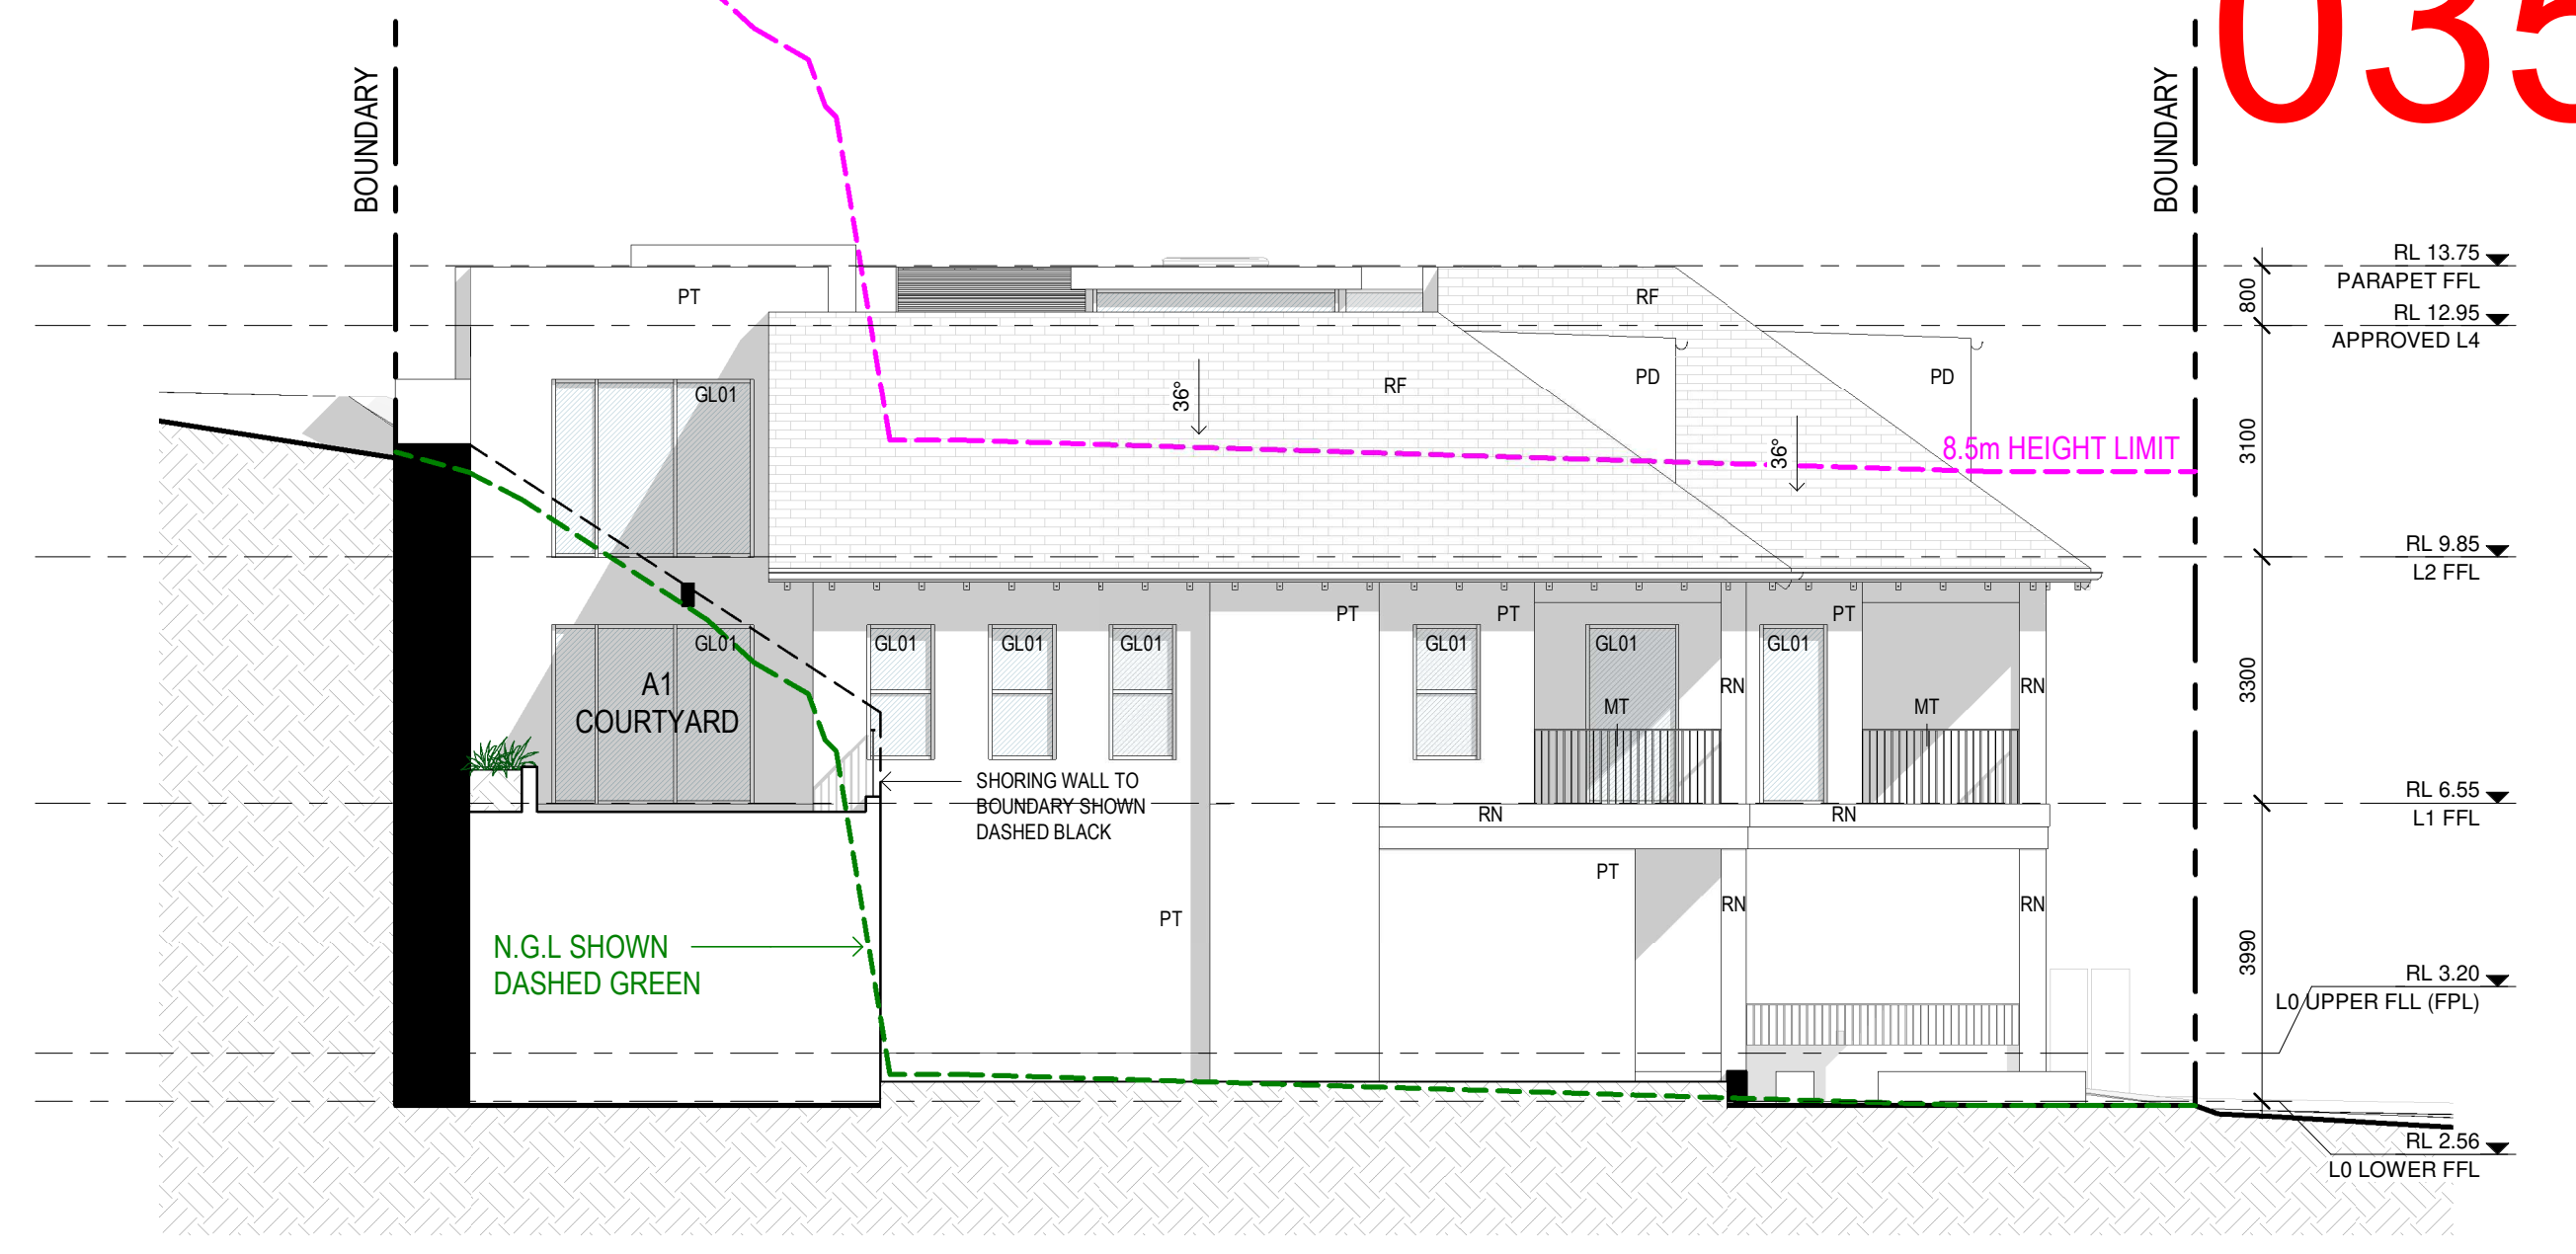 035
BOUNDARY
BOUNDARY
RL 13.75
PARAPET FFL
800
RL 12.95
APPROVED L4
3100
RL 9.85
L2 FFL
3300
RL 6.55
L1 FFL
3990
RL 3.20
L0 UPPER FLL (FPL)
RL 2.56
L0 LOWER FFL
PT
RF
RF
PD
PD
GL01
36°
36°
8.5m HEIGHT LIMIT
PT
PT
PT
GL01
GL01
GL01
GL01
GL01
GL01
GL01
A1
COURTYARD
RN
RN
MT
MT
SHORING WALL TO
BOUNDARY SHOWN
DASHED BLACK
RN
RN
PT
PT
RN
RN
N.G.L SHOWN
DASHED GREEN